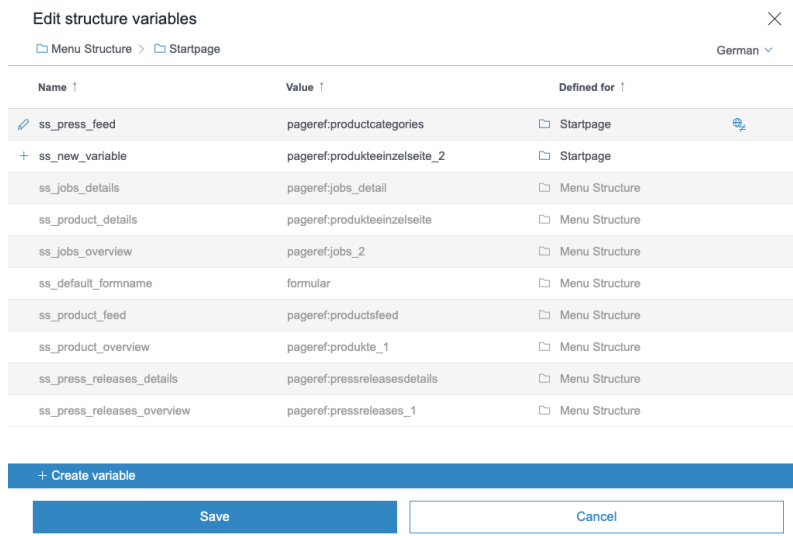 Edit structure variables
Menu Structure > Startpage
German
Name ↑ Value ↑ Defined for ↑
ss_press_feed pageref:productcategories Startpage
+ ss_new_variable pageref:produkteeinzelseite_2 Startpage
ss_jobs_details pageref:jobs_detail Menu Structure
ss_product_details pageref:produkteeinzelseite Menu Structure
ss_jobs_overview pageref:jobs_2 Menu Structure
ss_default_formname formular Menu Structure
ss_product_feed pageref:productsfeed Menu Structure
ss_product_overview pageref:produkte_1 Menu Structure
ss_press_releases_details pageref:pressreleasesdetails Menu Structure
ss_press_releases_overview pageref:pressreleases_1 Menu Structure
+ Create variable
Save Cancel